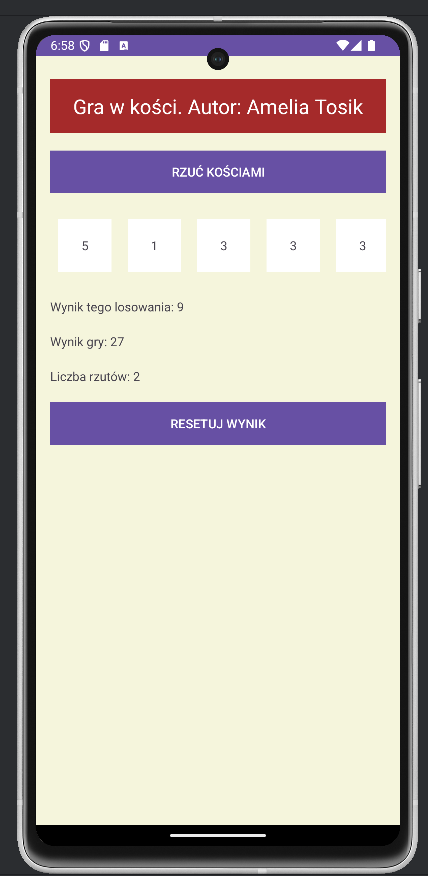 6:58 A
Gra w kości. Autor: Amelia Tosik
RZUĆ KOŚCIAMI
5 1 3 3 3
Wynik tego losowania: 9
Wynik gry: 27
Liczba rzutów: 2
RESETUJ WYNIK